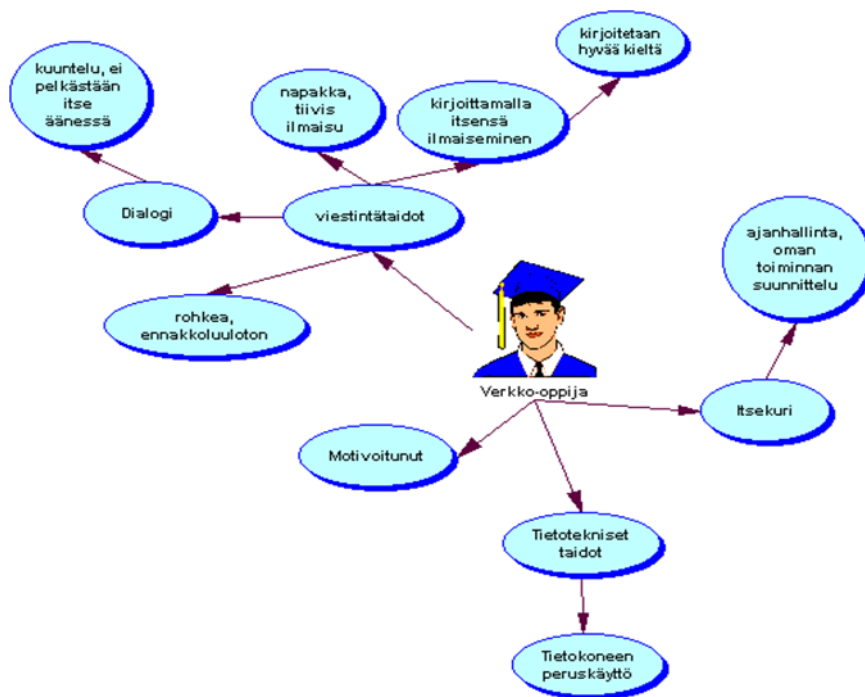 kirjoitetaan
hyvää kieltä
kuuntelu, ei
pelkästään
itse
äänessä
napakka,
tiivis
ilmaisu
kirjoittamalla
itsensä
ilmaiseminen
Dialogi
viestintätaidot
ajanhallinta,
oman
toiminnan
suunnittelu
rohkea,
ennakkoluuloton
Verkko-oppija
Itsekuri
Motivoitunut
Tietotekniset
taidot
Tietokoneen
peruskäyttö